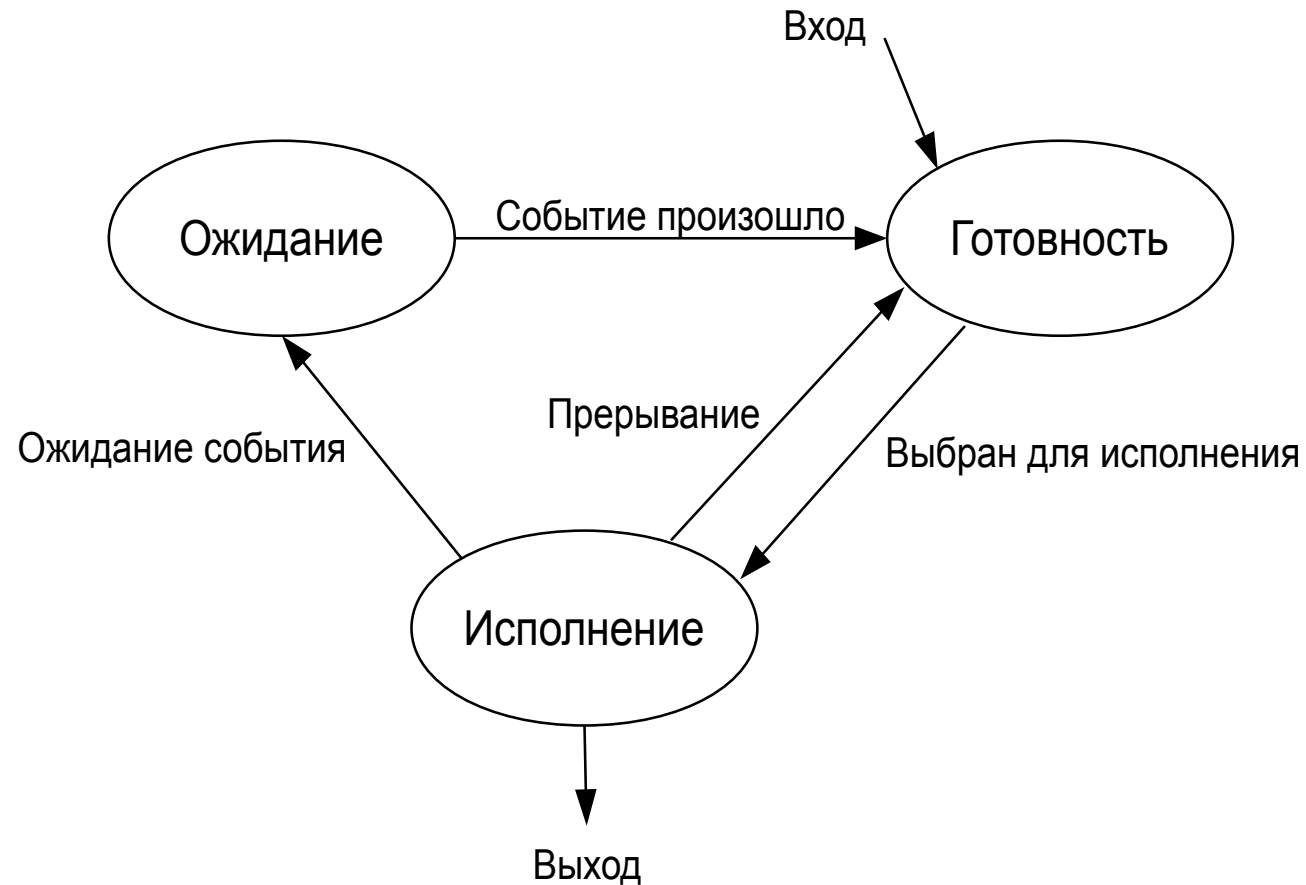 Вход
Событие произошло
Ожидание
Готовность
Прерывание
Ожидание события
Выбран для исполнения
Исполнение
Выход